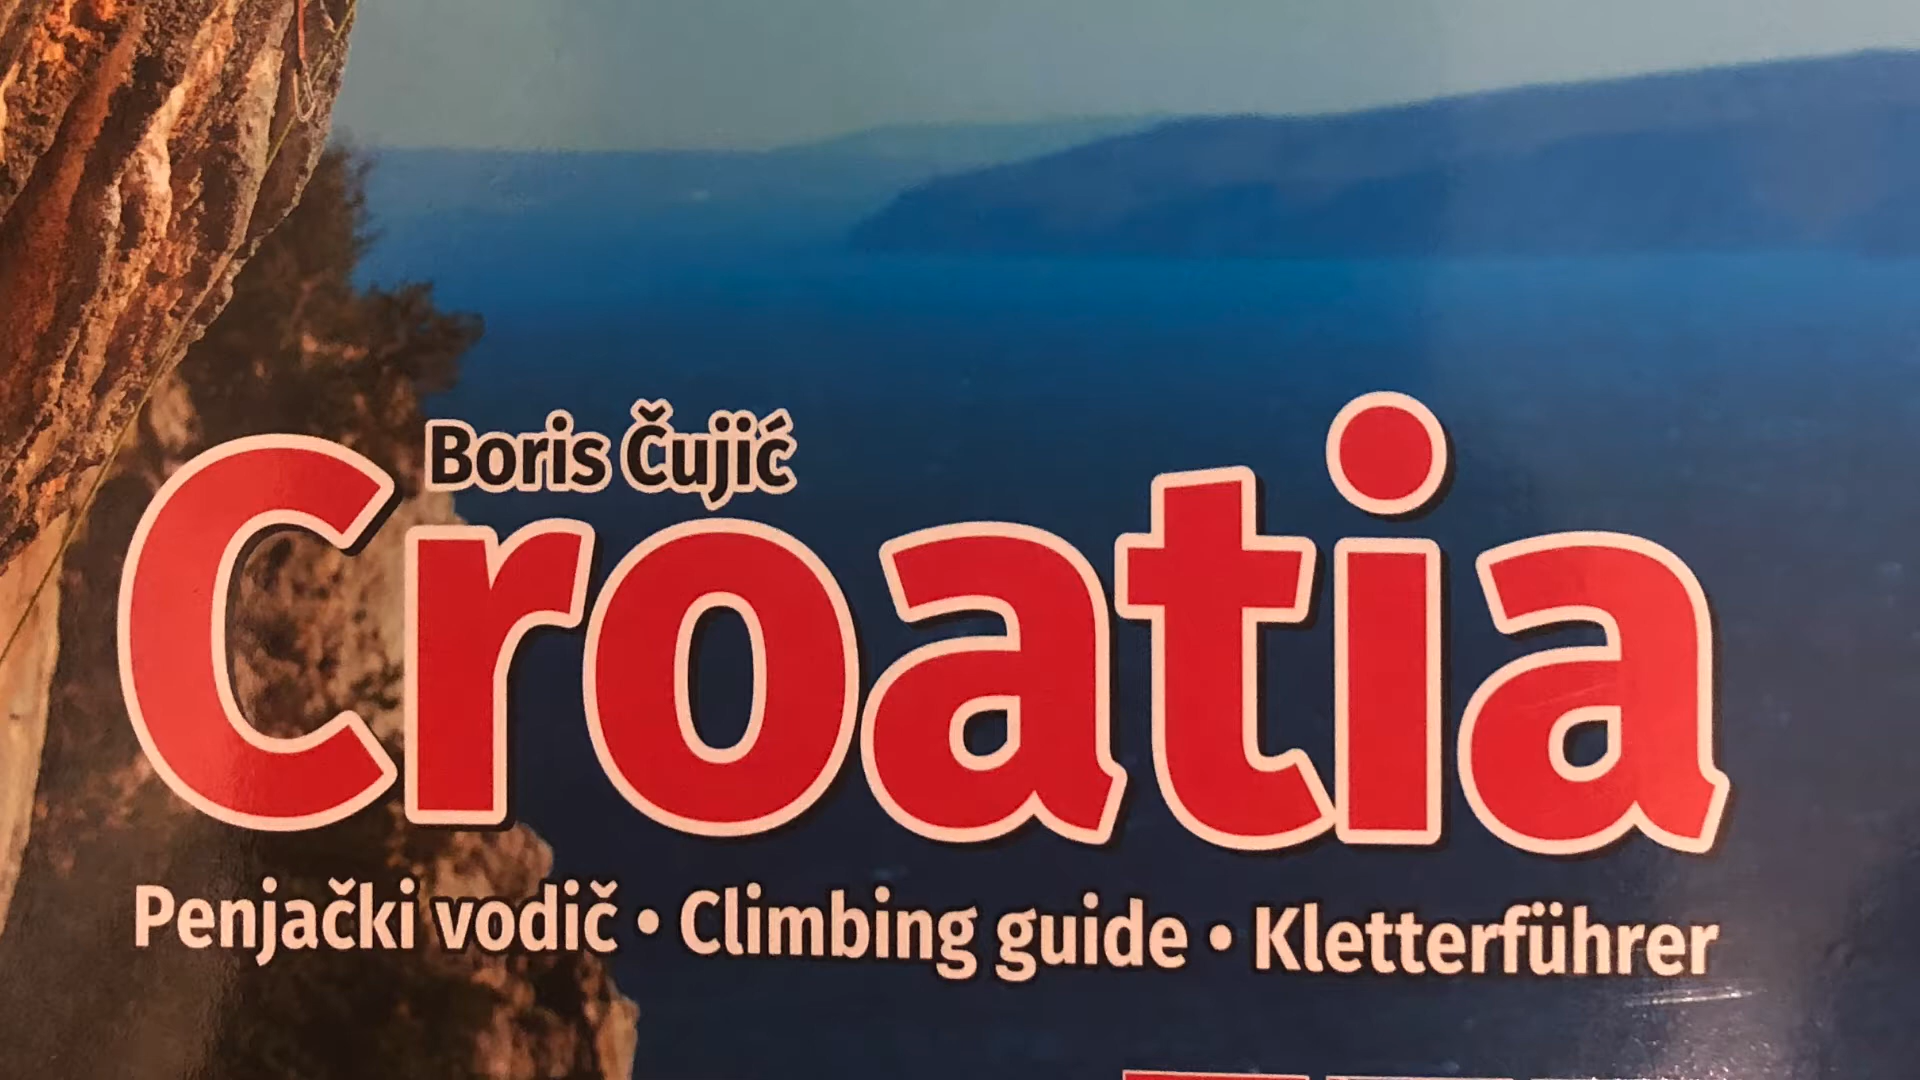 Boris Čujić
Croatia
Penjački vodič • Climbing guide • Kletterführer